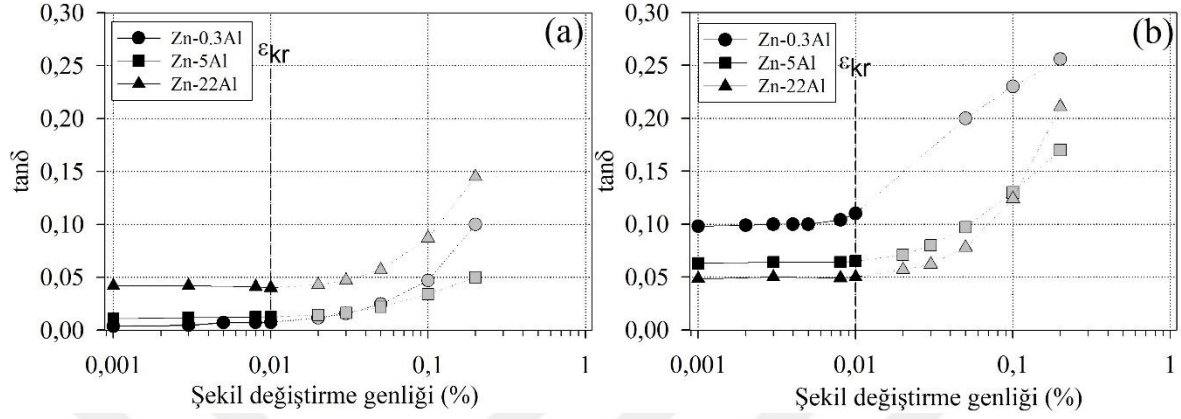 (a)
Zn-0.3Al
Zn-5Al
Zn-22Al
εkr
tanδ
0,30
0,25
0,20
0,15
0,10
0,05
0,00
0,001
0,01
0,1
1
Şekil değiştirme genliği (%)
(b)
Zn-0.3Al
Zn-5Al
Zn-22Al
εkr
tanδ
0,30
0,25
0,20
0,15
0,10
0,05
0,00
0,001
0,01
0,1
1
Şekil değiştirme genliği (%)